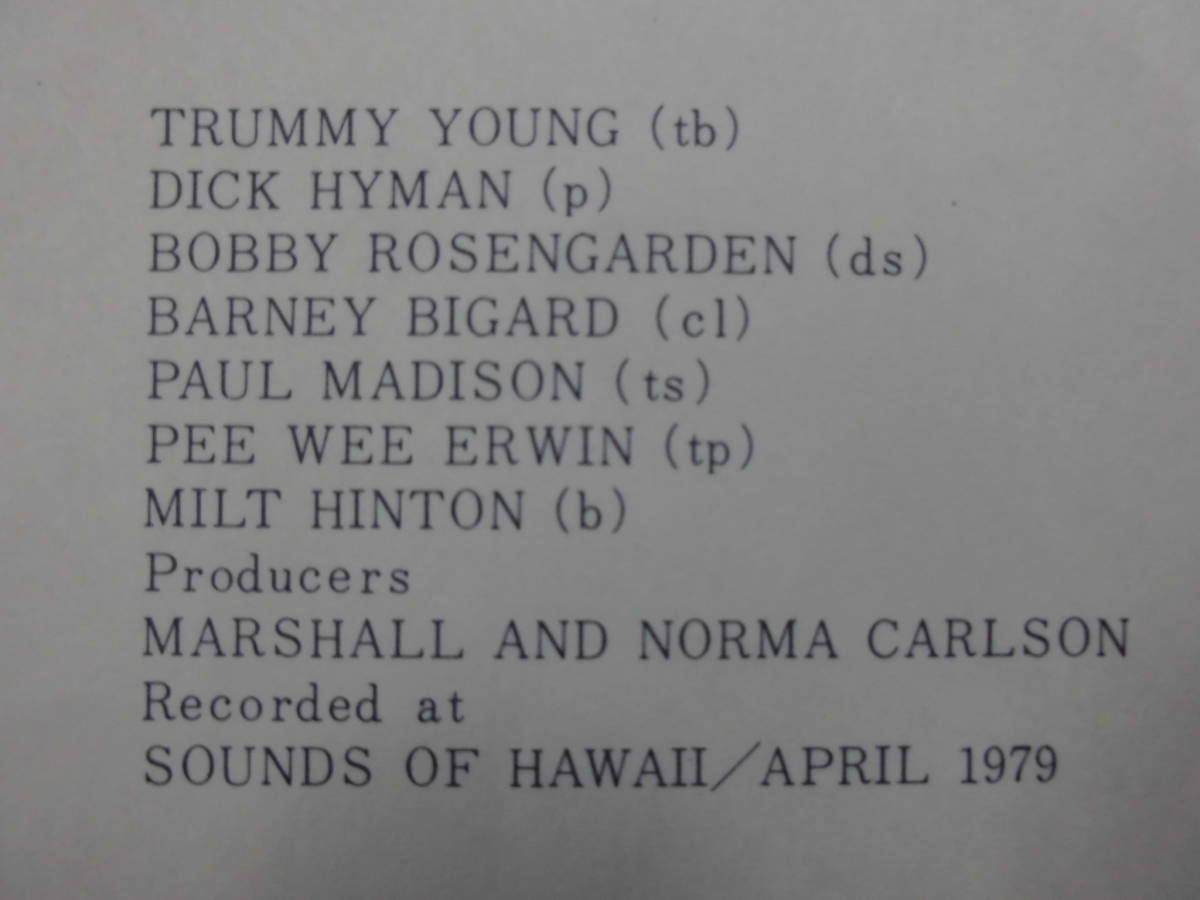 TRUMMY YOUNG (tb)
DICK HYMAN (p)
BOBBY ROSENGARDEN (ds)
BARNEY BIGARD (cl)
PAUL MADISON (ts)
PEE WEE ERWIN (tp)
MILT HINTON (b)
Producers
MARSHALL AND NORMA CARLSON
Recorded at
SOUNDS OF HAWAII/APRIL 1979